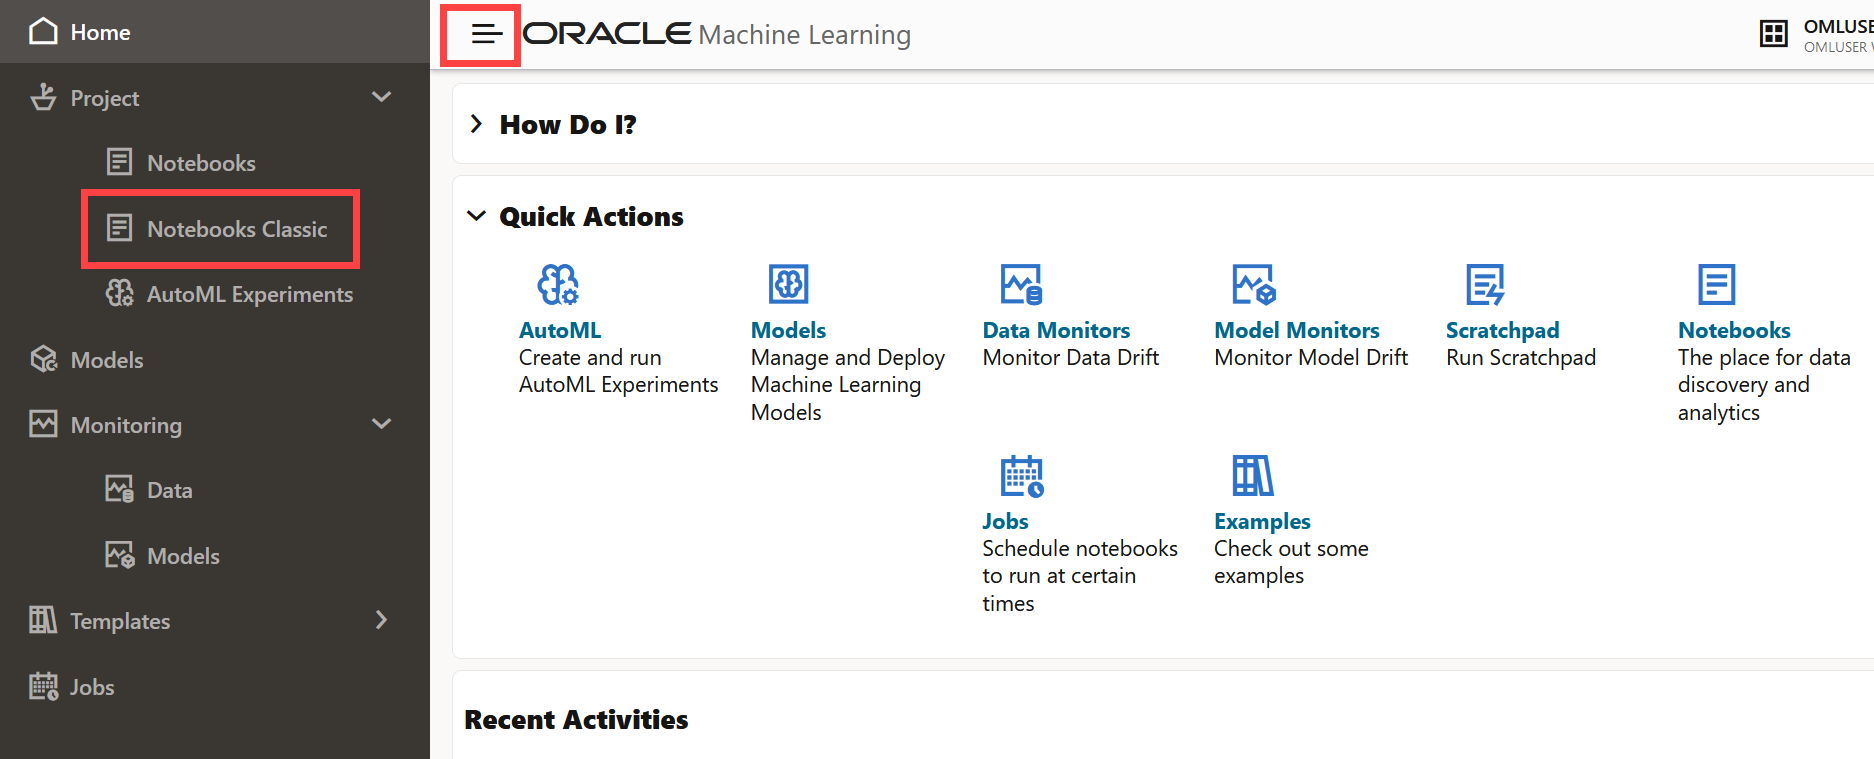 Home
Project
Notebooks
Notebooks Classic
AutoML Experiments
Models
Monitoring
Data
Models
Templates
Jobs
ORACLE Machine Learning
OMLUSE
OMLUSER
How Do I?
Quick Actions
AutoML
Create and run
AutoML Experiments
Models
Manage and Deploy
Machine Learning
Models
Data Monitors
Monitor Data Drift
Model Monitors
Monitor Model Drift
Scratchpad
Run Scratchpad
Notebooks
The place for data
discovery and
analytics
Jobs
Schedule notebooks
to run at certain
times
Examples
Check out some
examples
Recent Activities